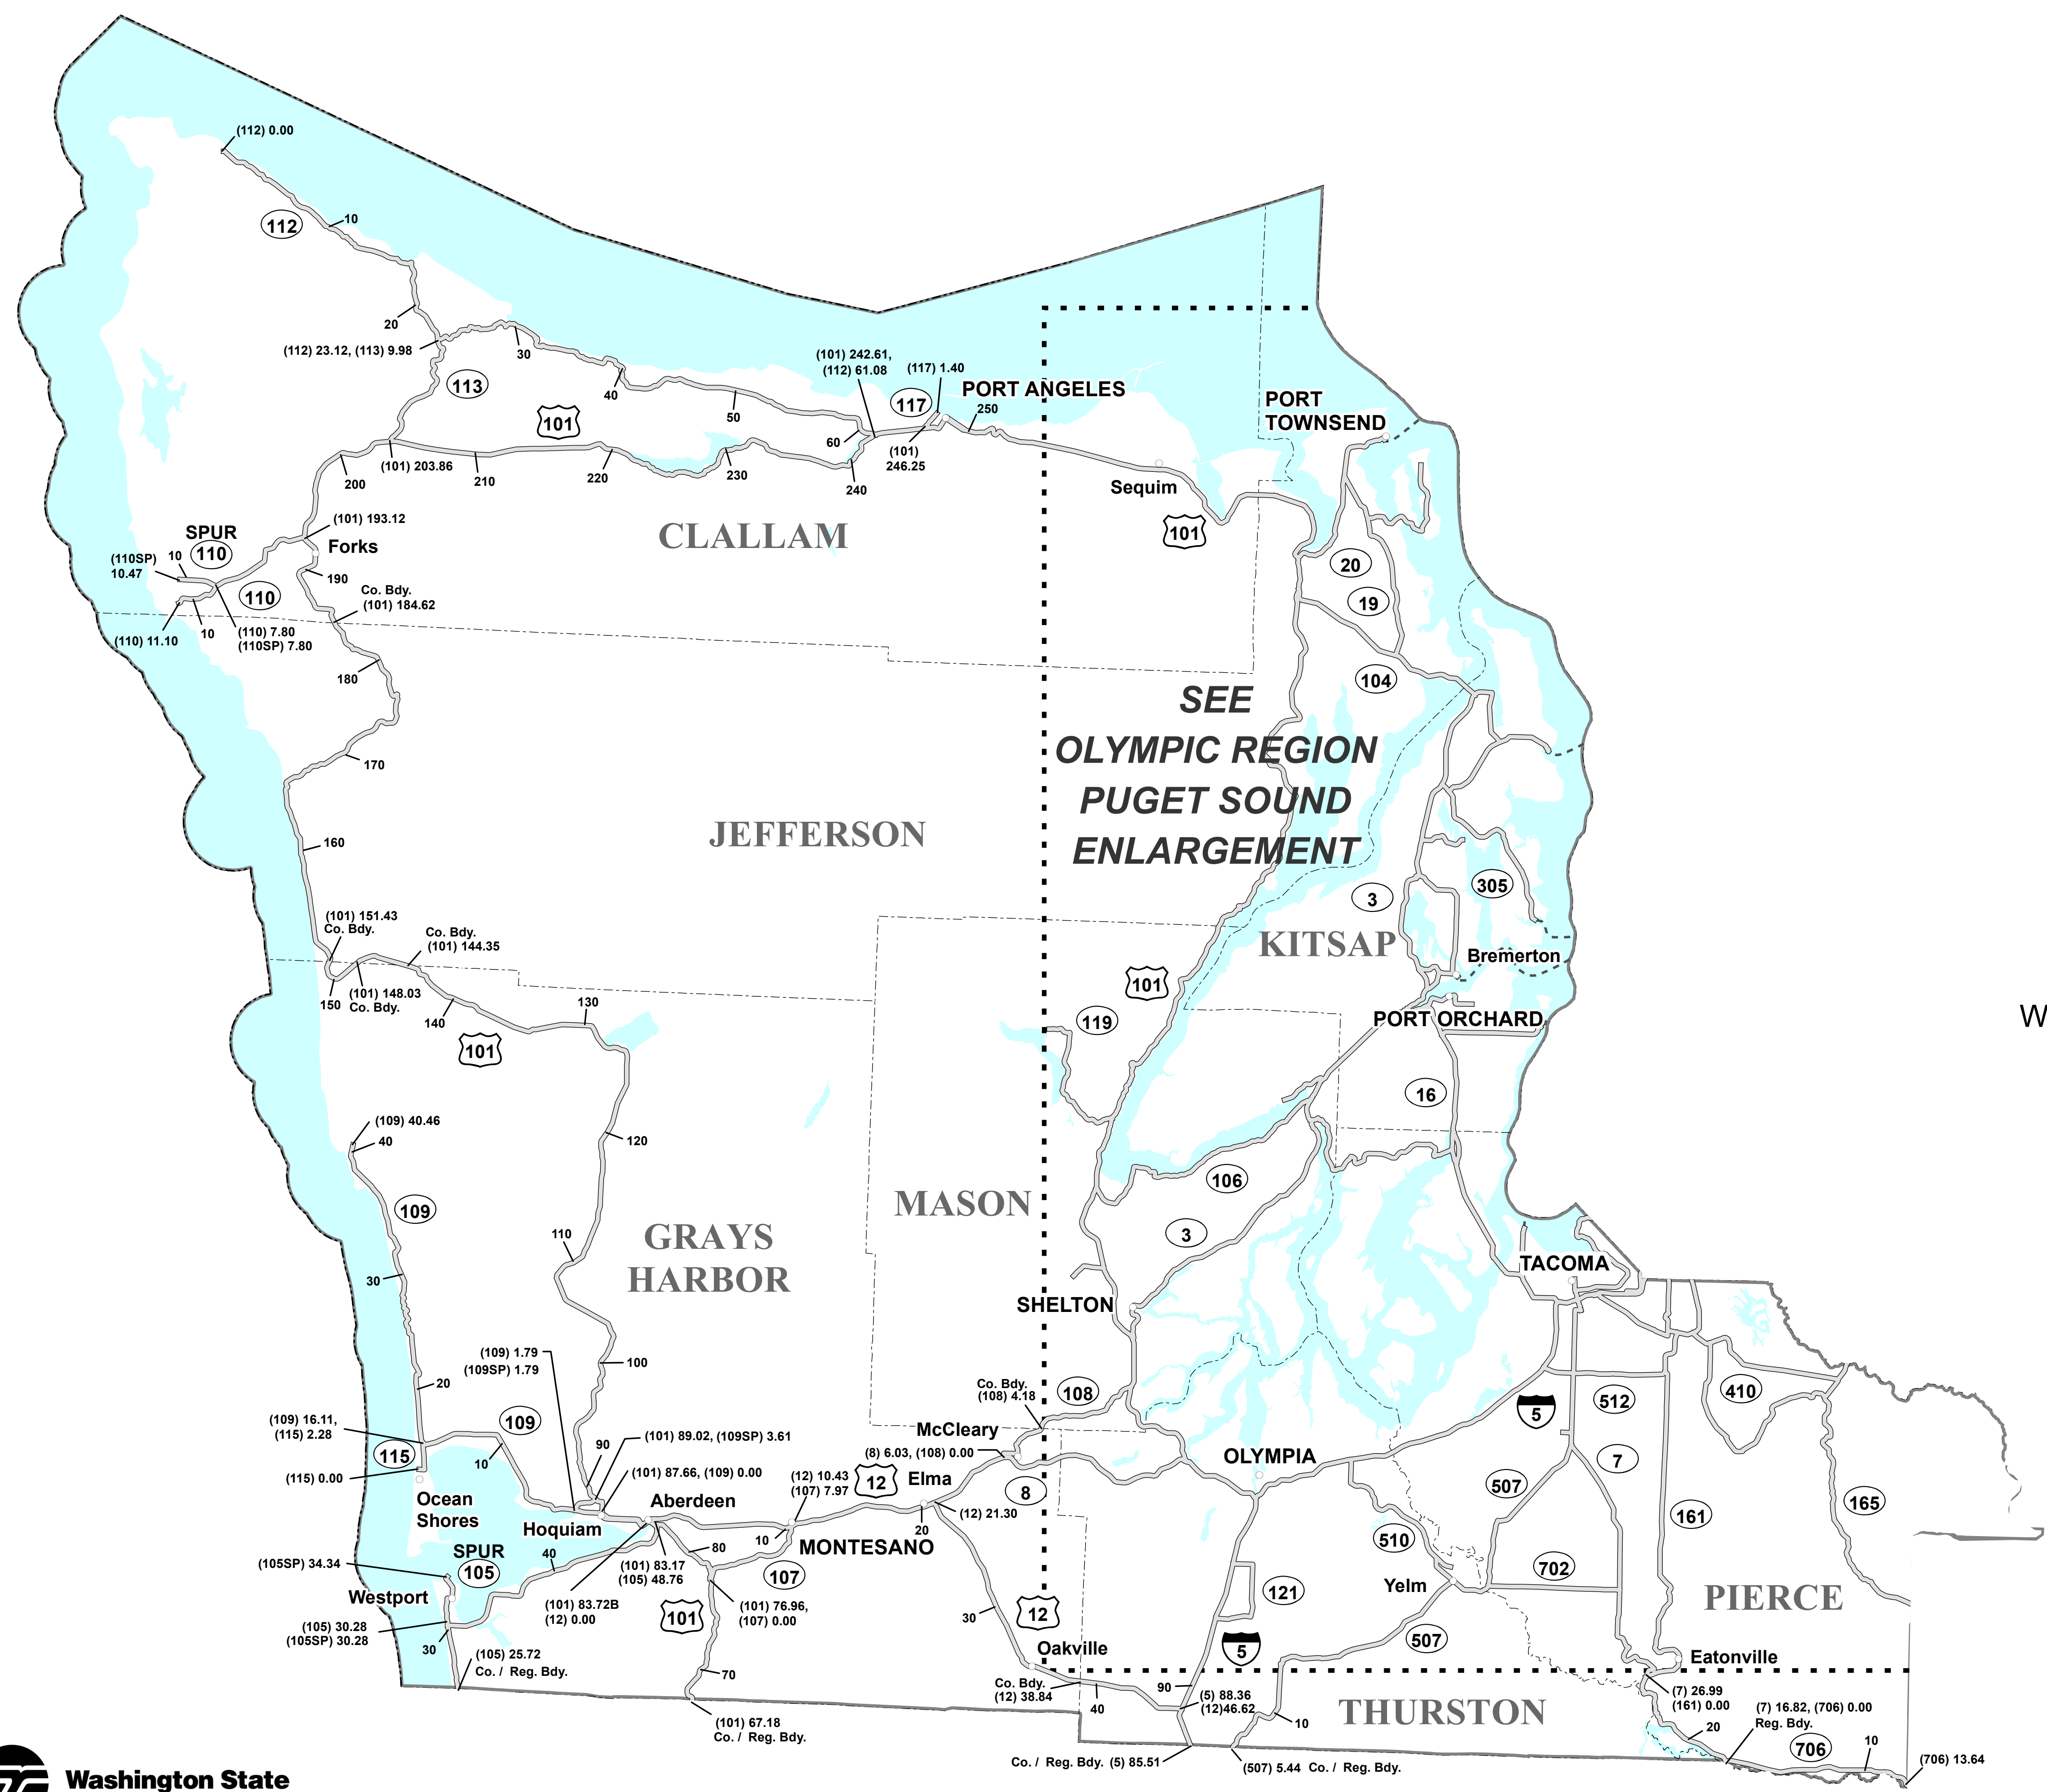 (112) 0.00
112
10
20
(112) 23.12, (113) 9.98
30
113
40
50
(101) 242.61,
(112) 61.08
(117) 1.40
117
PORT ANGELES
250
101
60
(101)
246.25
(101) 203.86
200
210
220
230
240
PORT
TOWNSEND
Sequim
101
(101) 193.12
Forks
SPUR
110
10
(110SP)
10.47
190
Co. Bdy.
(101) 184.62
110
10
(110) 11.10
(110) 7.80
(110SP) 7.80
180
170
160
CLALLAM
20
19
104
SEE
OLYMPIC REGION
PUGET SOUND
ENLARGEMENT
JEFFERSON
3
305
KITSAP
Bremerton
(101) 151.43
Co. Bdy.
Co. Bdy.
(101) 144.35
150
(101) 148.03
Co. Bdy.
140
130
101
101
119
PORT ORCHARD
W
16
(109) 40.46
40
120
109
106
MASON
3
GRAYS
HARBOR
110
30
TACOMA
SHELTON
(109) 1.79
(109SP) 1.79
100
20
Co. Bdy.
(108) 4.18
108
512
410
5
(109) 16.11,
(115) 2.28
109
115
10
90
(101) 89.02, (109SP) 3.61
McCleary
(8) 6.03, (108) 0.00
OLYMPIA
7
(115) 0.00
(101) 87.66, (109) 0.00
(12) 10.43
(107) 7.97
12
Elma
8
507
165
161
Ocean
Shores
Hoquiam
Aberdeen
(12) 21.30
20
10
MONTESANO
510
SPUR
105
40
80
(105SP) 34.34
(101) 83.17
(105) 48.76
107
702
Yelm
121
PIERCE
Westport
(101) 83.72B
(12) 0.00
101
(101) 76.96,
(107) 0.00
30
12
(105) 30.28
(105SP) 30.28
30
(105) 25.72
Co. / Reg. Bdy.
70
Oakville
5
507
Eatonville
Co. Bdy.
(12) 38.84
40
90
(5) 88.36
(12)46.62
THURSTON
(7) 26.99
(161) 0.00
(7) 16.82, (706) 0.00
Reg. Bdy.
(101) 67.18
Co. / Reg. Bdy.
10
20
706
10
Co. / Reg. Bdy. (5) 85.51
(507) 5.44 Co. / Reg. Bdy.
(706) 13.64
Washington State